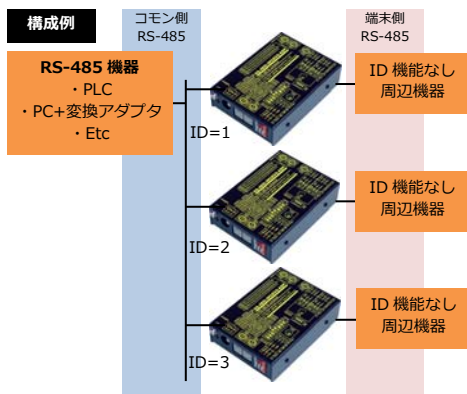 構成例
コモン側
RS-485
端末側
RS-485
RS-485 機器
・PLC
・PC+変換アダプタ
・Etc
ID=1
ID 機能なし
周辺機器
ID=2
ID 機能なし
周辺機器
ID=3
ID 機能なし
周辺機器